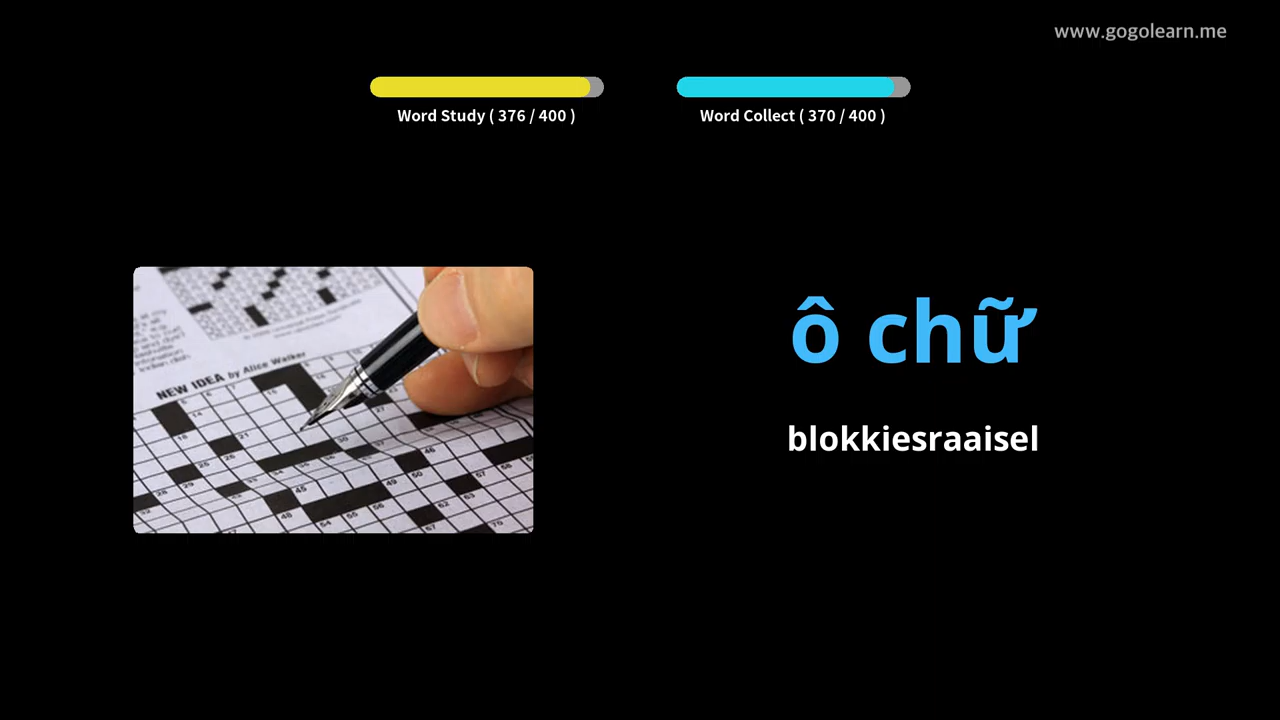 www.gogolearn.me
Word Study ( 376 / 400 )
Word Collect ( 370 / 400 )
NEW IDEA by Alice Walker
ô chữ
blokkiesraaisel